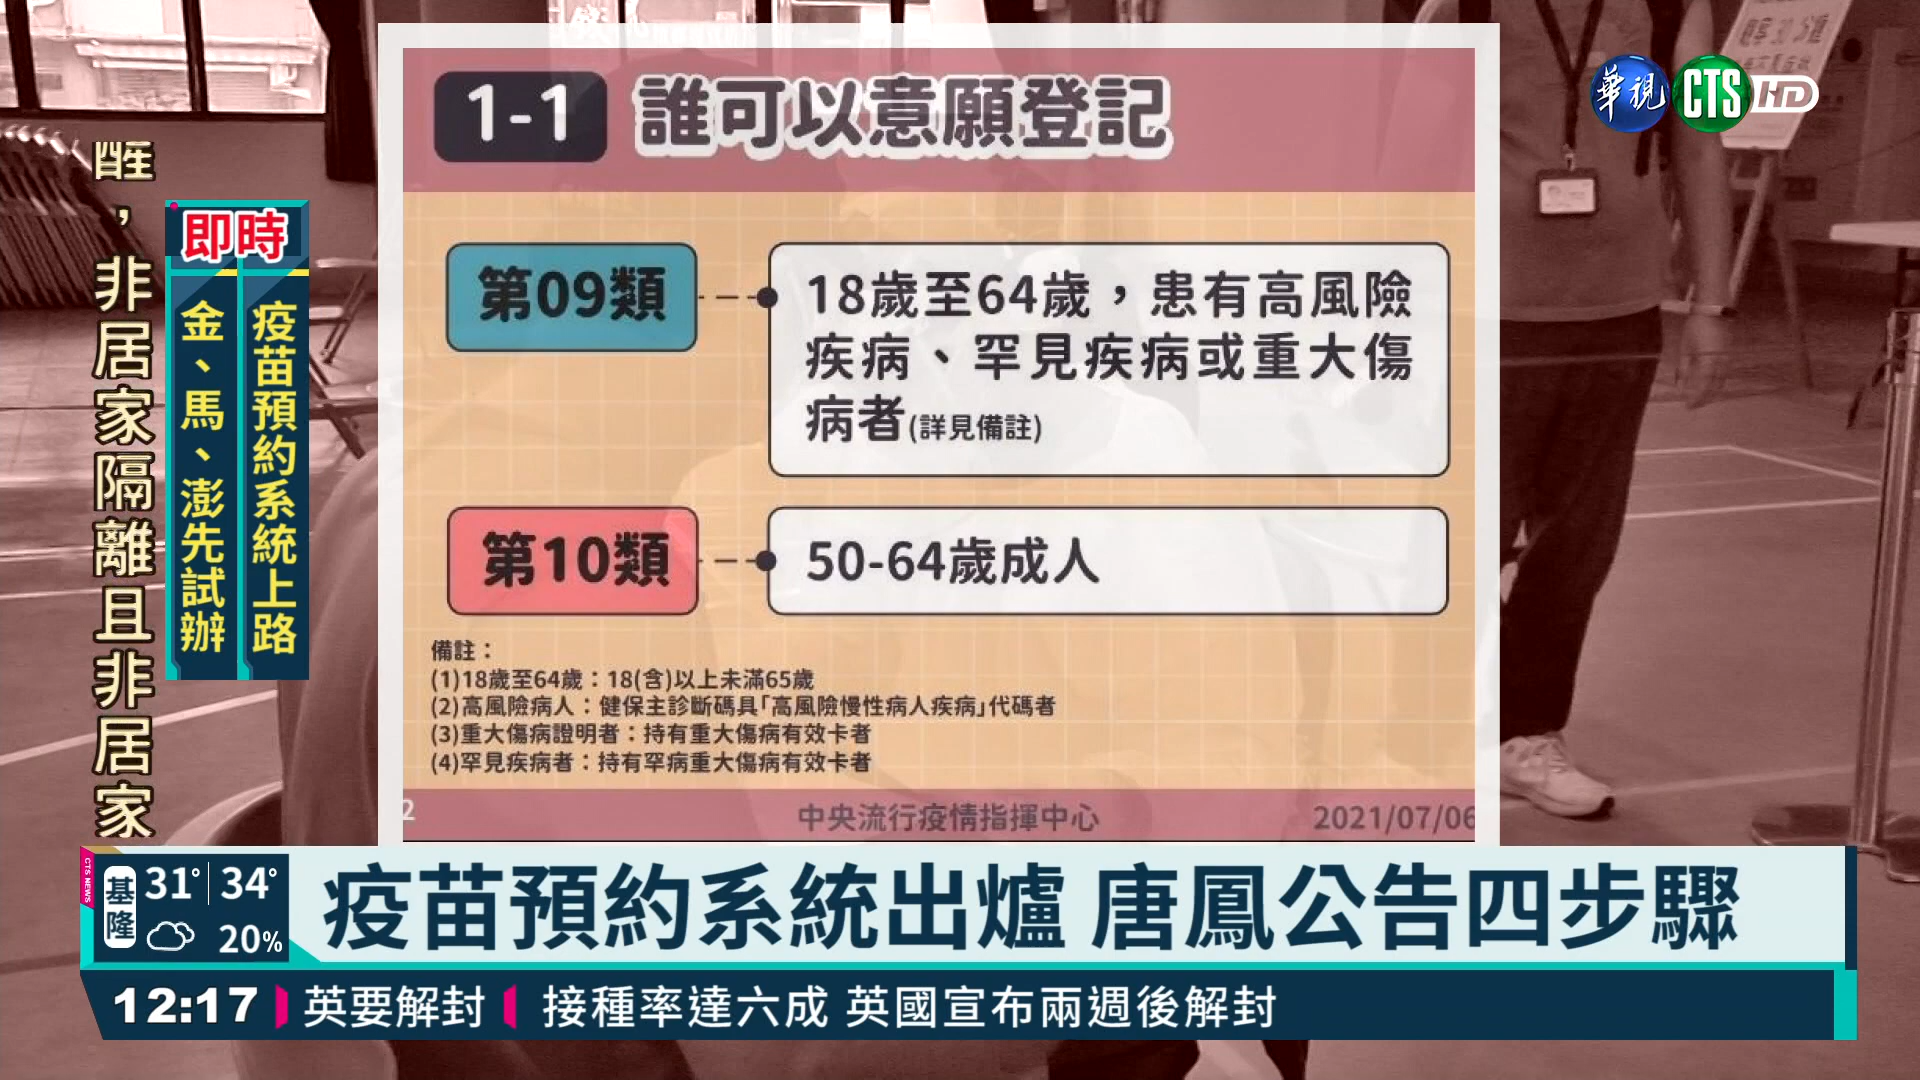 1-1 誰可以意願登記
華視 CTS HD
第09類
18歲至64歲，患有高風險
疾病、罕見疾病或重大傷
病者(詳見備註)
第10類
50-64歲成人
備註：
(1)18歲至64歲：18(含)以上未滿65歲
(2)高風險病人：健保主診斷碼具「高風險慢性病人疾病」代碼者
(3)重大傷病證明者：持有重大傷病有效卡者
(4)罕見疾病者：持有罕病重大傷病有效卡者
2 中央流行疫情指揮中心 2021/07/06
即時
疫苗預約系統上路
金、馬、澎先試辦
醒，非居家隔離且非居家
CTS NEWS
基隆 31° 34°
20%
疫苗預約系統出爐 唐鳳公告四步驟
12:17 英要解封 接種率達六成 英國宣布兩週後解封